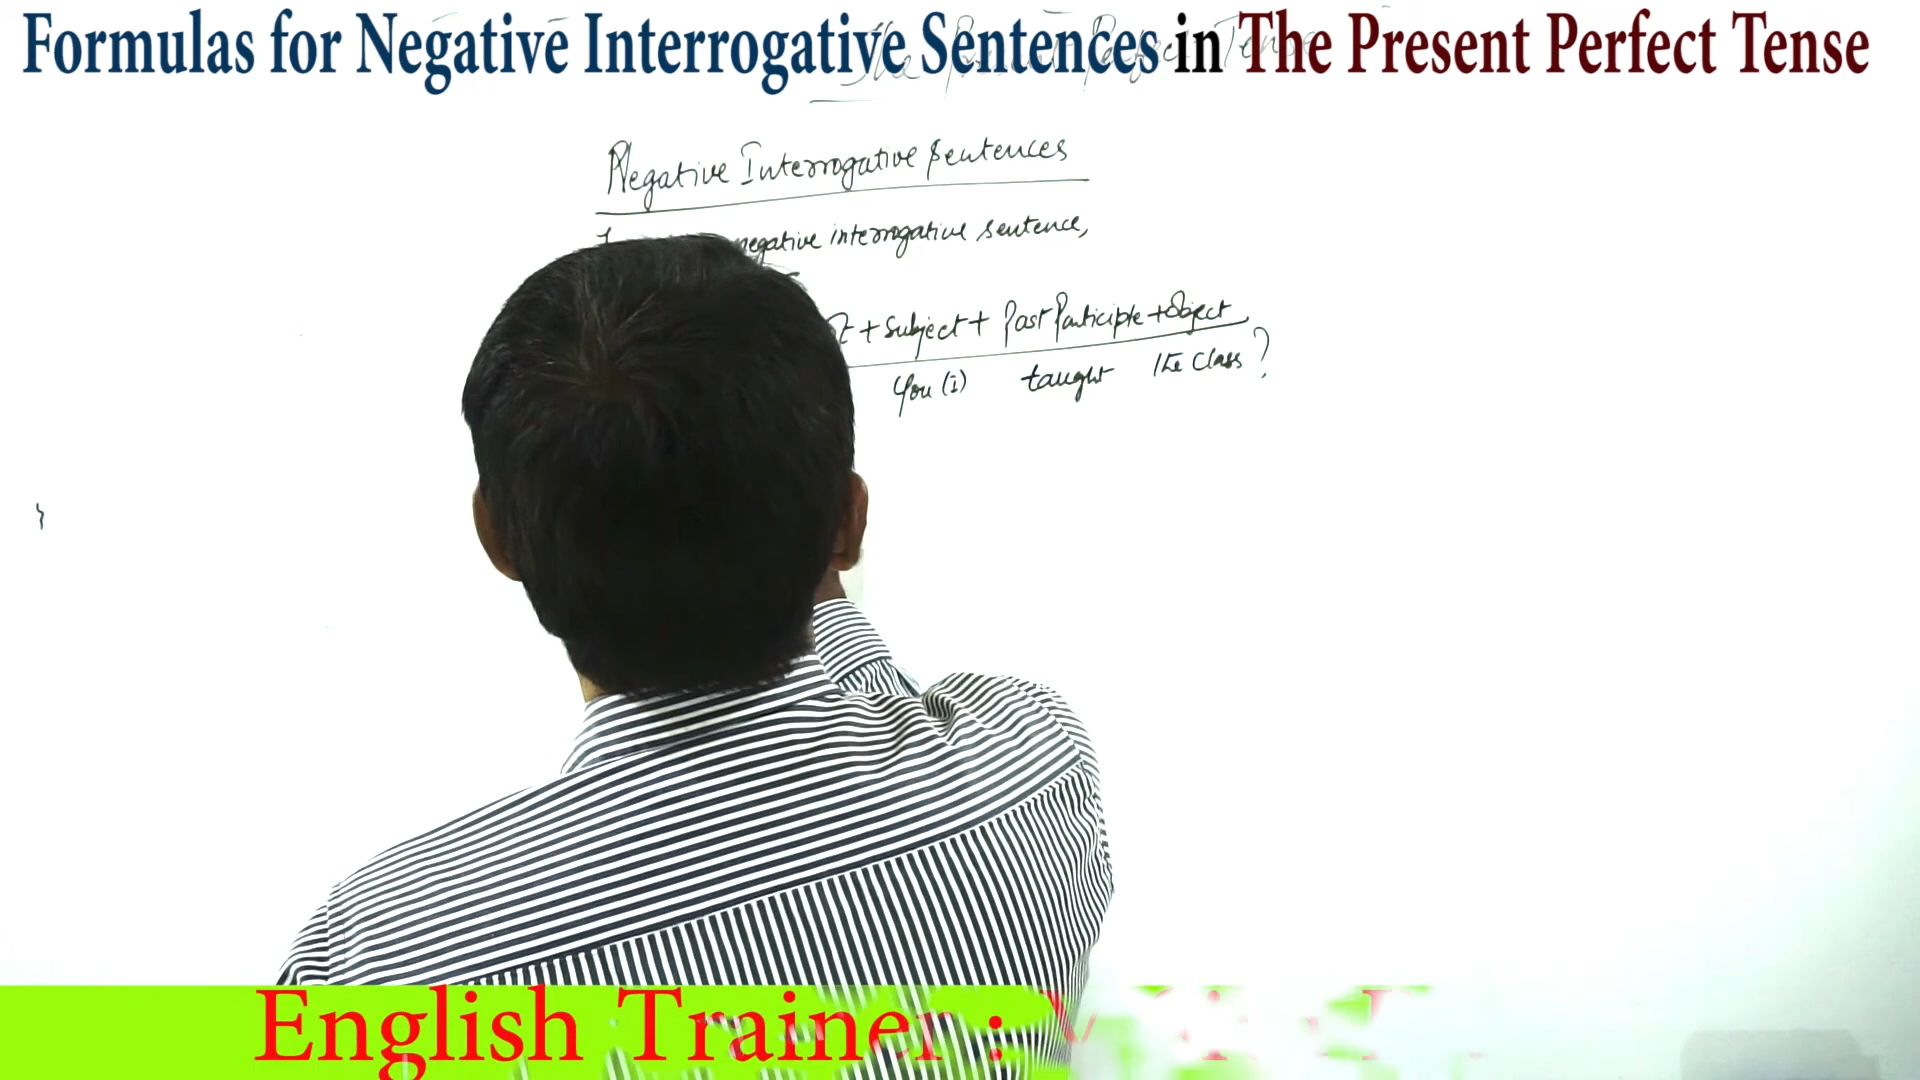 Formulas for Negative Interrogative Sentences in The Present Perfect Tense
Negative Interrogative Sentences
negative interrogative sentence,
+ Subject + Past Participle + Object
You (I) taught the class ?
English Trainer :